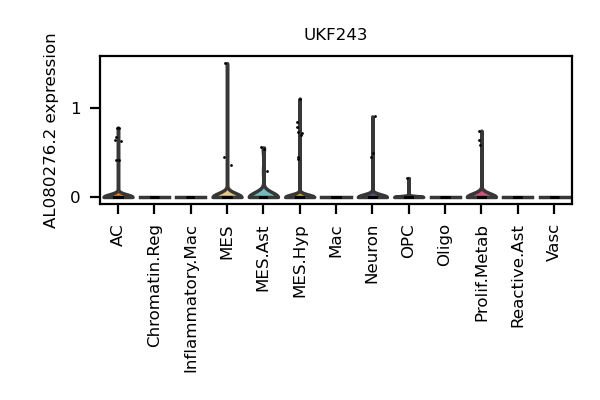 UKF243
AL080276.2 expression
1
0
AC
Chromatin.Reg
Inflammatory.Mac
MES
MES.Ast
MES.Hyp
Mac
Neuron
OPC
Oligo
Prolif.Metab
Reactive.Ast
Vasc